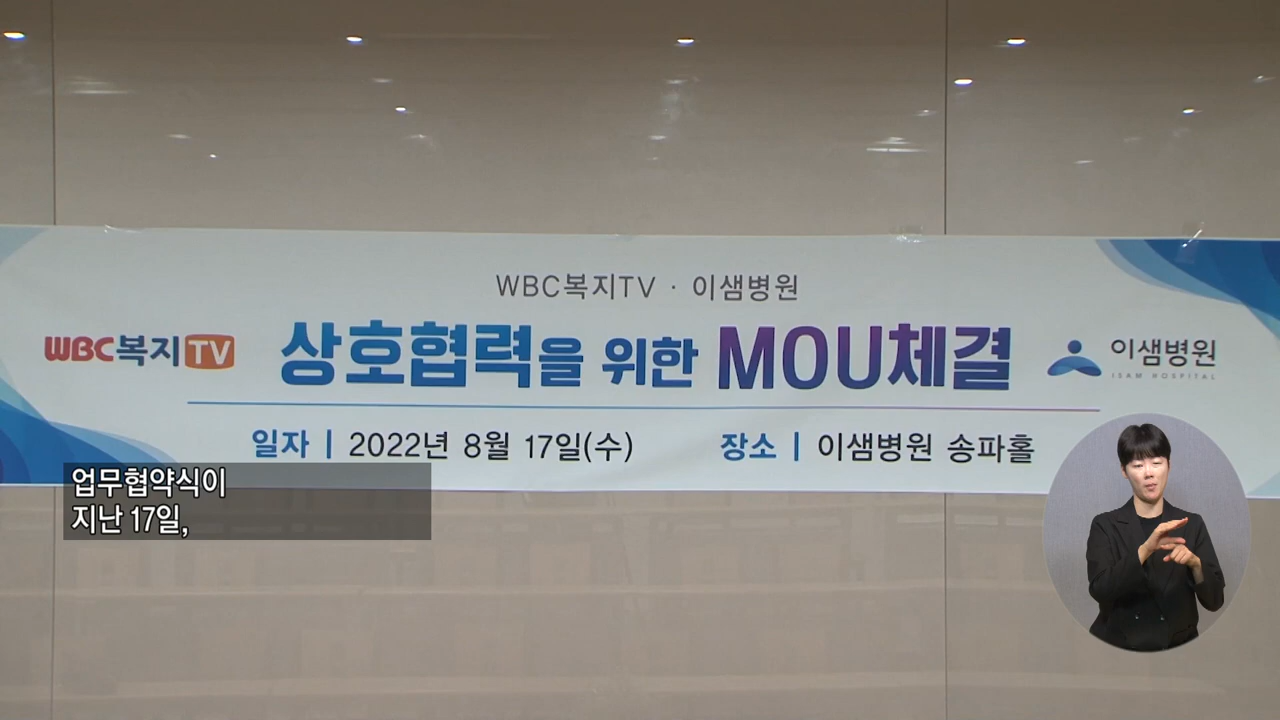 WBC복지TV · 이샘병원
WBC복지TV
상호협력을 위한 MOU체결
이샘병원
ISAM HOSPITAL
일자 | 2022년 8월 17일(수)
장소 | 이샘병원 송파홀
업무협약식이
지난 17일,